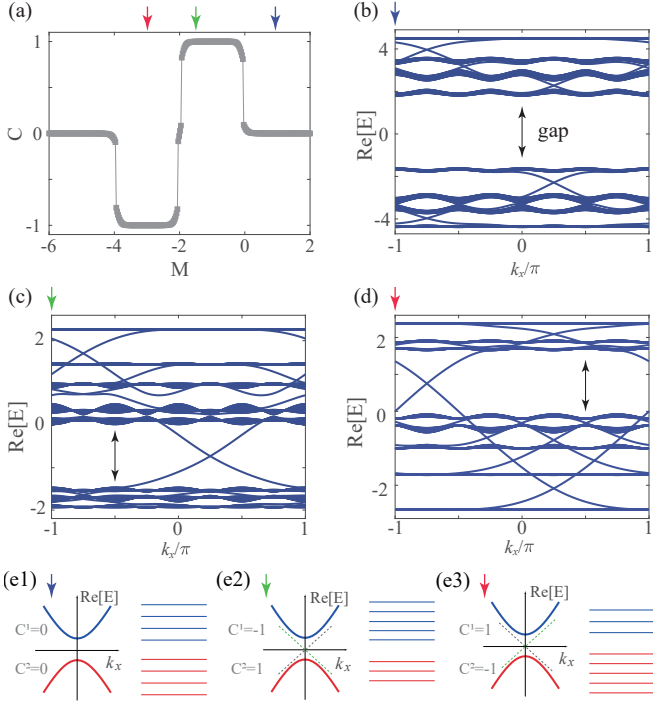 (a)
1
0
-1
C
-6
-4
-2
0
2
M
(b)
4
0
-4
Re[E]
gap
-1
0
1
kₓ/π
(c)
2
0
-2
Re[E]
-1
0
1
kₓ/π
(d)
2
0
-2
Re[E]
-1
0
1
kₓ/π
(e1)
Re[E]
C¹=0
C²=0
kₓ
(e2)
Re[E]
C¹=-1
C²=1
kₓ
(e3)
Re[E]
C¹=1
C²=-1
kₓ